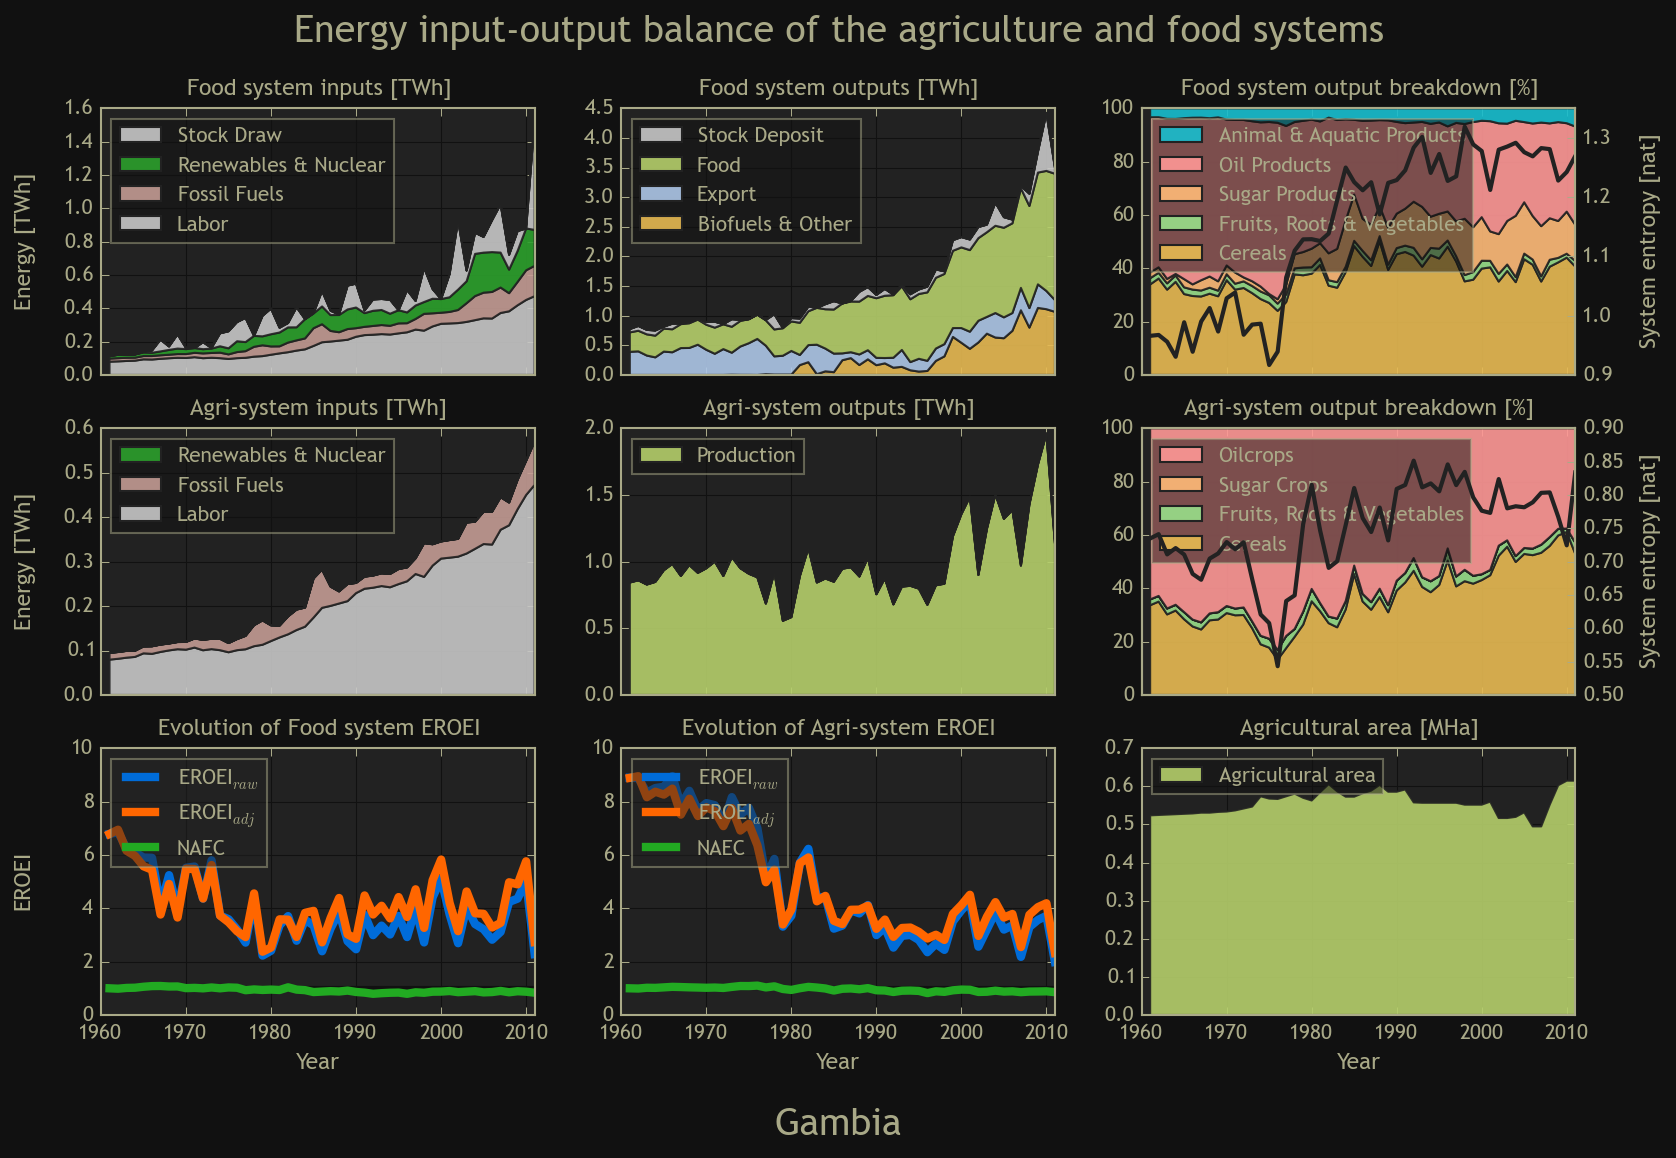 Energy input-output balance of the agriculture and food systems
Food system inputs [TWh]
Energy [TWh]
1.6
1.4
1.2
1.0
0.8
0.6
0.4
0.2
0.0
Stock Draw
Renewables & Nuclear
Fossil Fuels
Labor
Food system outputs [TWh]
4.5
4.0
3.5
3.0
2.5
2.0
1.5
1.0
0.5
0.0
Stock Deposit
Food
Export
Biofuels & Other
Food system output breakdown [%]
100
80
60
40
20
0
Animal & Aquatic Products
Oil Products
Sugar Products
Fruits, Roots & Vegetables
Cereals
1.3
1.2
1.1
1.0
0.9
System entropy [nat]
Agri-system inputs [TWh]
Energy [TWh]
0.6
0.5
0.4
0.3
0.2
0.1
0.0
Renewables & Nuclear
Fossil Fuels
Labor
Agri-system outputs [TWh]
2.0
1.5
1.0
0.5
0.0
Production
Agri-system output breakdown [%]
100
80
60
40
20
0
Oilcrops
Sugar Crops
Fruits, Roots & Vegetables
Cereals
0.90
0.85
0.80
0.75
0.70
0.65
0.60
0.55
0.50
System entropy [nat]
Evolution of Food system EROEI
EROEI
10
8
6
4
2
0
EROEI raw
EROEI adj
NAEC
1960 1970 1980 1990 2000 2010
Year
Evolution of Agri-system EROEI
10
8
6
4
2
0
EROEI raw
EROEI adj
NAEC
1960 1970 1980 1990 2000 2010
Year
Agricultural area [MHa]
0.7
0.6
0.5
0.4
0.3
0.2
0.1
0.0
Agricultural area
1960 1970 1980 1990 2000 2010
Year
Gambia